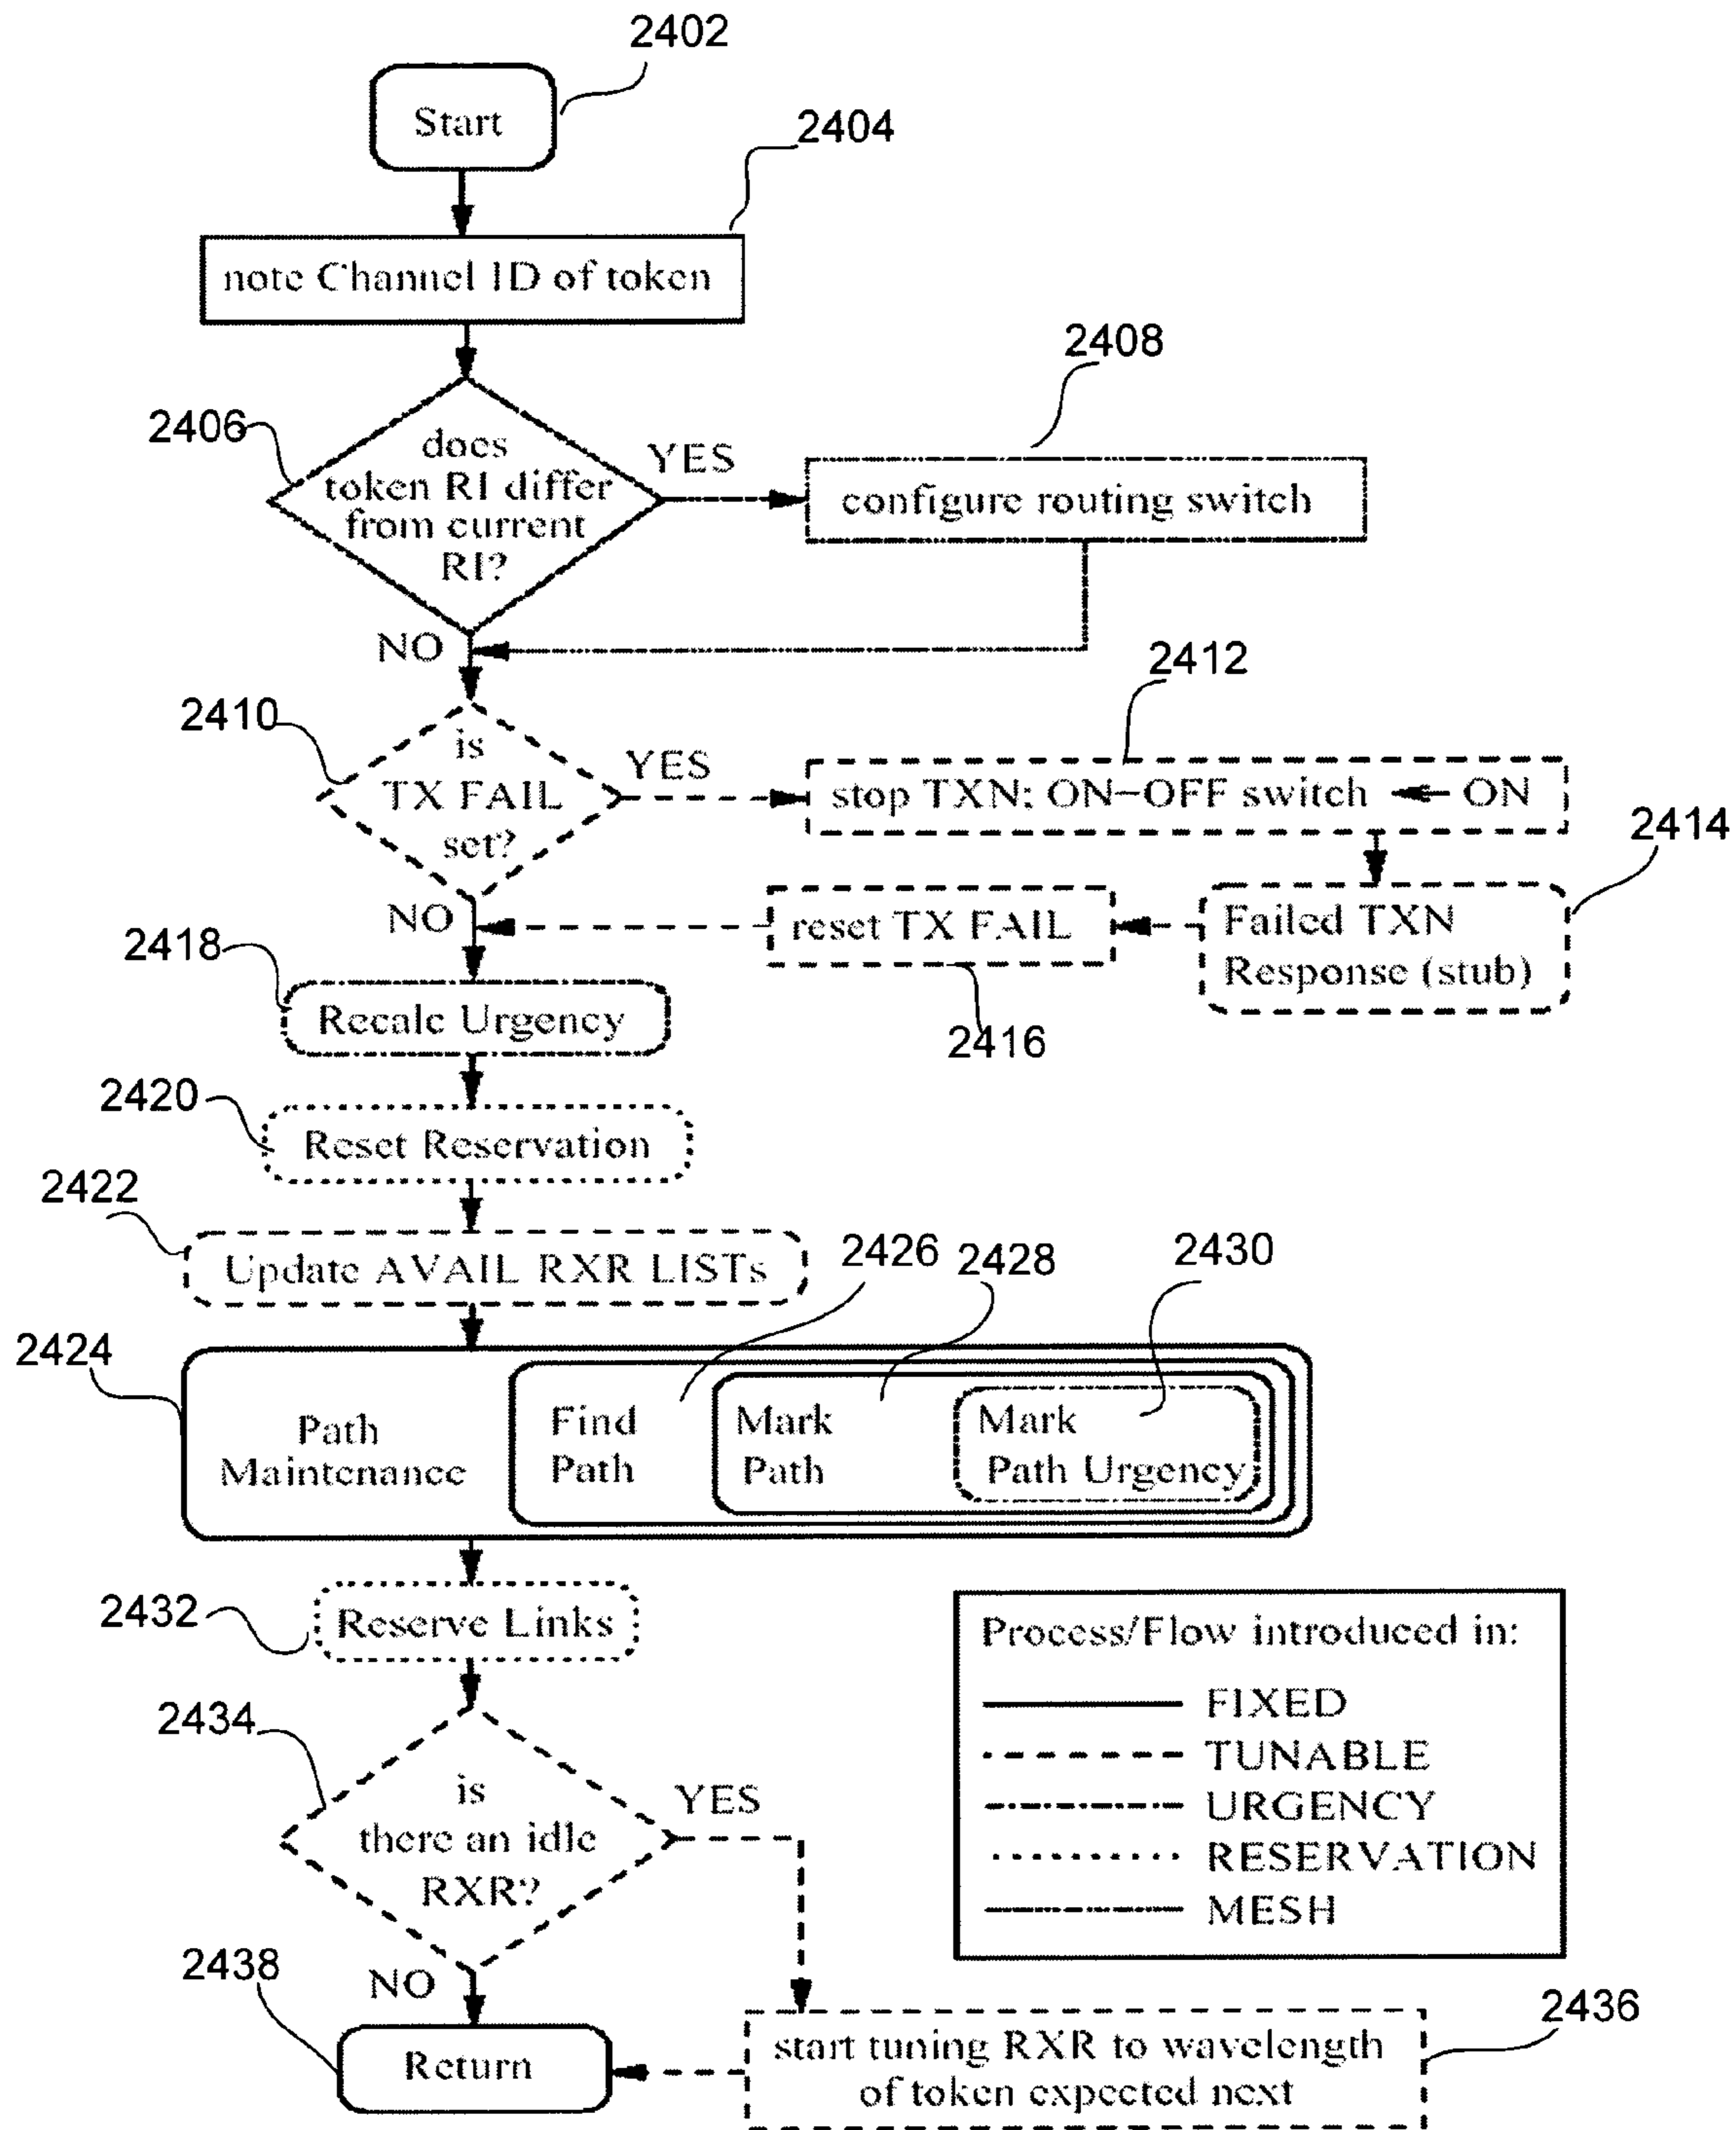 2402
Start
2404
note Channel ID of token
2408
2406
does
token RI differ
from current
RI?
YES
configure routing switch
NO
2412
2410
is
TX FAIL
set?
YES
stop TXN; ON-OFF switch ← ON
2414
NO
reset TX FAIL
Failed TXN
Response (stub)
2418
2416
Recalc Urgency
2420
Reset Reservation
2422
Update AVAIL RXR LISTs
2426
2428
2430
2424
Path
Maintenance
Find
Path
Mark
Path
Mark
Path Urgency
2432
Reserve Links
Process/Flow introduced in:
FIXED
TUNABLE
URGENCY
RESERVATION
MESH
2434
is
there an idle
RXR?
YES
NO
2438
Return
2436
start tuning RXR to wavelength
of token expected next